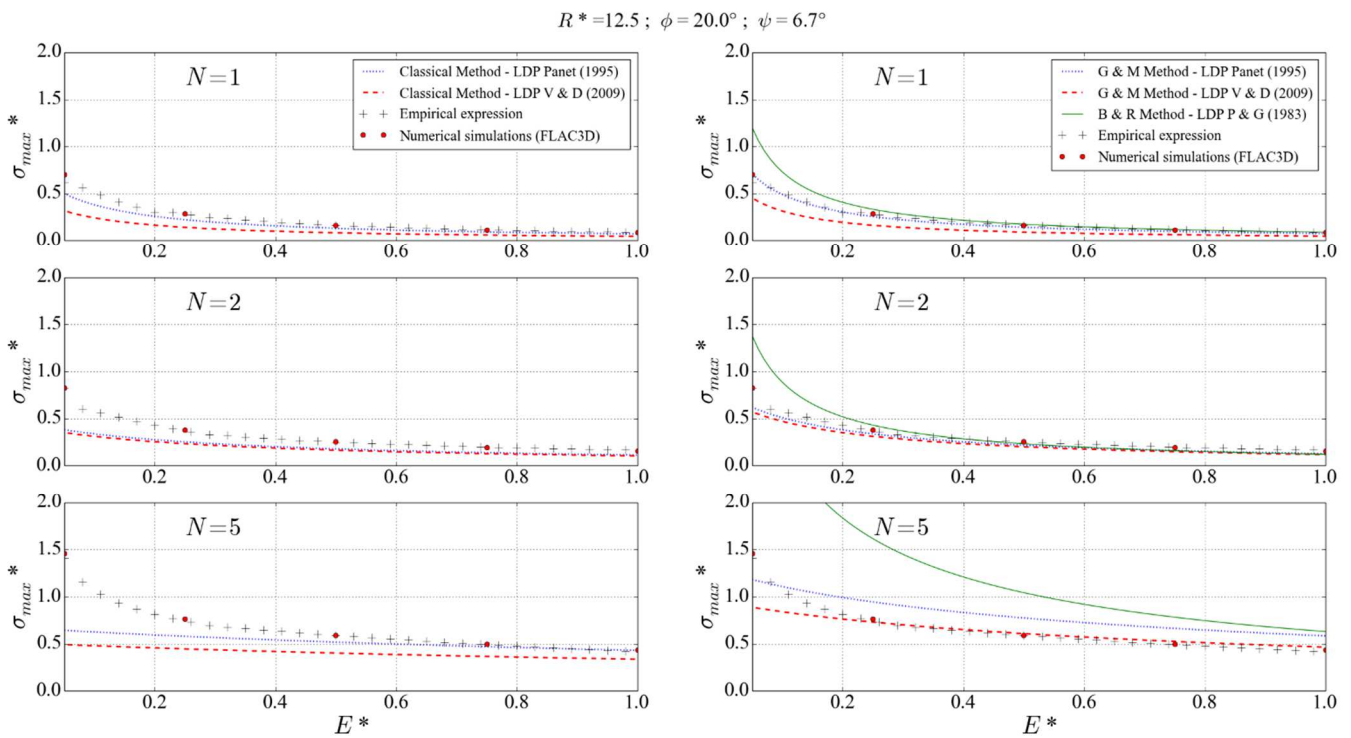 R * =12.5 ; ϕ = 20.0° ; ψ = 6.7°
2.0
1.5
1.0
0.5
0.0
σmax*
N=1
Classical Method - LDP Panet (1995)
Classical Method - LDP V & D (2009)
Empirical expression
Numerical simulations (FLAC3D)
0.2 0.4 0.6 0.8 1.0
2.0
1.5
1.0
0.5
0.0
σmax*
N=1
G & M Method - LDP Panet (1995)
G & M Method - LDP V & D (2009)
B & R Method - LDP P & G (1983)
Empirical expression
Numerical simulations (FLAC3D)
0.2 0.4 0.6 0.8 1.0
2.0
1.5
1.0
0.5
0.0
σmax*
N=2
0.2 0.4 0.6 0.8 1.0
2.0
1.5
1.0
0.5
0.0
σmax*
N=2
0.2 0.4 0.6 0.8 1.0
2.0
1.5
1.0
0.5
0.0
σmax*
N=5
0.2 0.4 0.6 0.8 1.0
E *
2.0
1.5
1.0
0.5
0.0
σmax*
N=5
0.2 0.4 0.6 0.8 1.0
E *